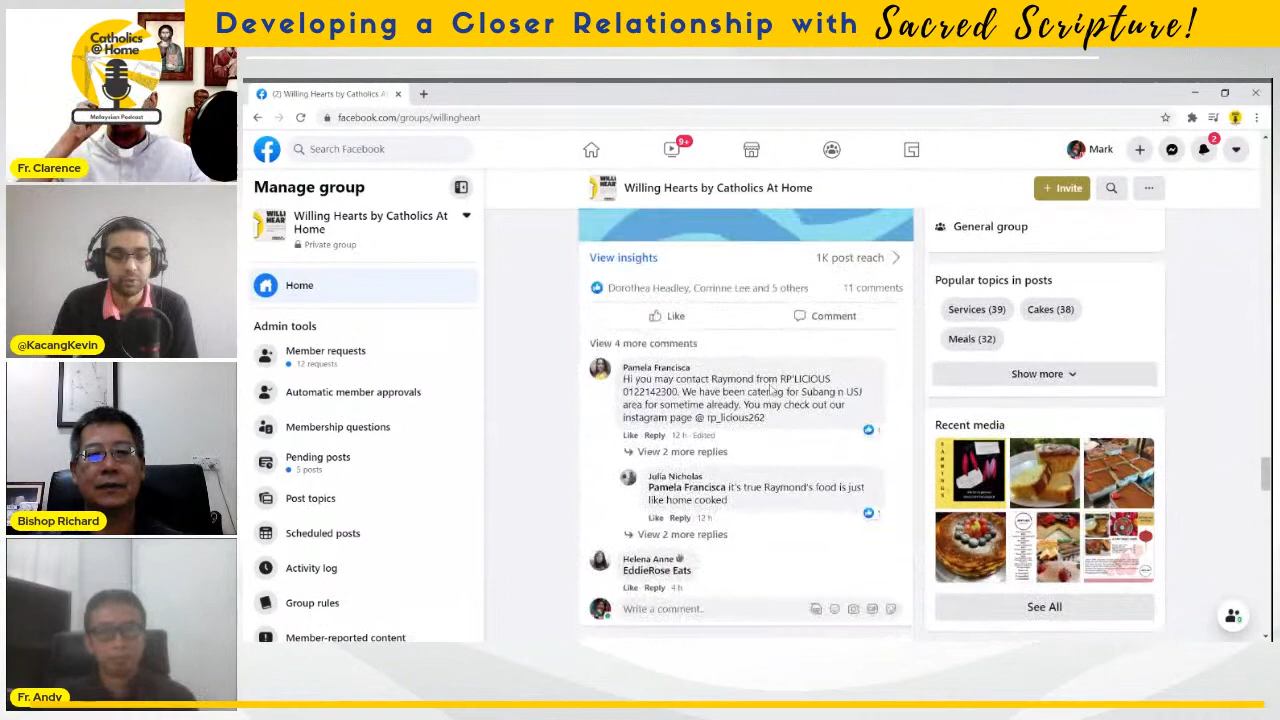 Developing a Closer Relationship with Sacred Scripture!
Catholics
@Home
Malaysian Podcast
Fr. Clarence
@KacangKevin
Bishop Richard
Fr. Andy
(2) Willing Hearts by Catholics A
facebook.com/groups/willingheart
Search Facebook
9+
Mark
2
Manage group
Willing Hearts by Catholics At
Home
Private group
Home
Admin tools
Member requests
12 requests
Automatic member approvals
Membership questions
Pending posts
5 posts
Post topics
Scheduled posts
Activity log
Group rules
Member-reported content
Willing Hearts by Catholics At Home
+ Invite
View insights
1K post reach
Dorothea Headley, Corrinne Lee and 5 others
11 comments
Like
Comment
View 4 more comments
Pamela Francisca
Hi you may contact Raymond from RP'LICIOUS
0122142300. We have been catering for Subang n USJ
area for sometime already. You may check out our
instagram page @ rp_licious262
1
Like · Reply · 12 h · Edited
View 2 more replies
Julia Nicholas
Pamela Francisca it's true Raymond's food is just
like home cooked
1
Like · Reply · 12 h
View 2 more replies
Helena Anne
EddieRose Eats
Like · Reply · 4 h
Write a comment..
General group
Popular topics in posts
Services (39)
Cakes (38)
Meals (32)
Show more
Recent media
See All